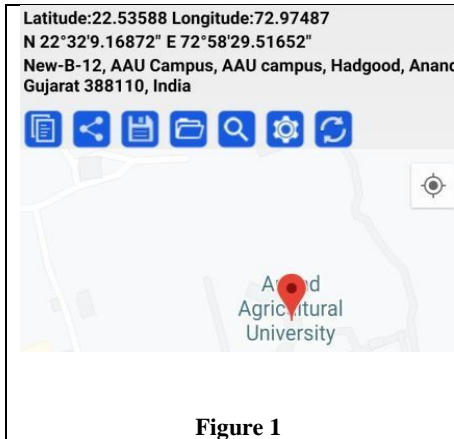 Latitude:22.53588 Longitude:72.97487
N 22°32'9.16872" E 72°58'29.51652"
New-B-12, AAU Campus, AAU campus, Hadgood, Anand
Gujarat 388110, India
Agricultural
University
Figure 1